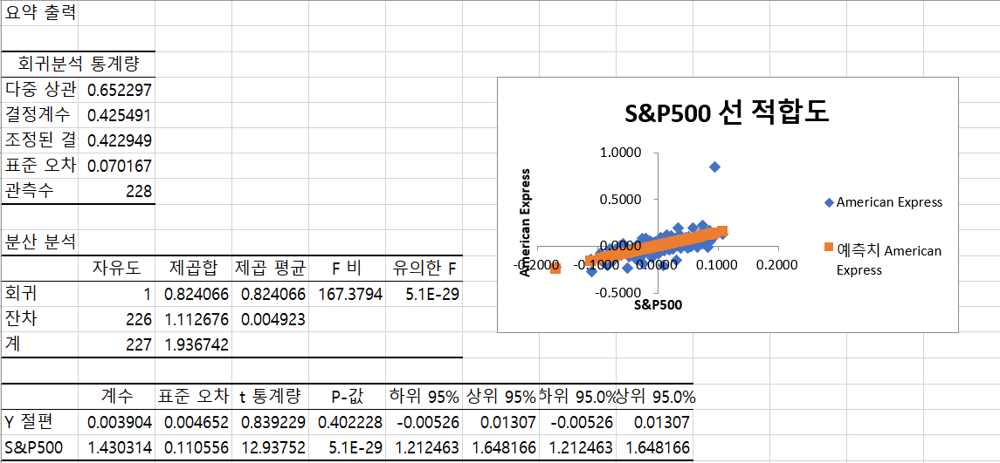 요약 출력
회귀분석 통계량
다중 상관 0.652297
결정계수 0.425491
조정된 결 0.422949
표준 오차 0.070167
관측수 228
분산 분석
자유도 제곱합 제곱 평균 F 비 유의한 F
회귀 1 0.824066 0.824066 167.3794 5.1E-29
잔차 226 1.112676 0.004923
계 227 1.936742
계수 표준 오차 t 통계량 P-값 하위 95% 상위 95% 하위 95.0% 상위 95.0%
Y 절편 0.003904 0.004652 0.839229 0.402228 -0.00526 0.01307 -0.00526 0.01307
S&P500 1.430314 0.110556 12.93752 5.1E-29 1.212463 1.648166 1.212463 1.648166
S&P500 선 적합도
American Express
1.0000
0.5000
0.0000
-0.5000
-0.2000 -0.1000 0.0000 0.1000 0.2000
S&P500
American Express
예측치 American
Express